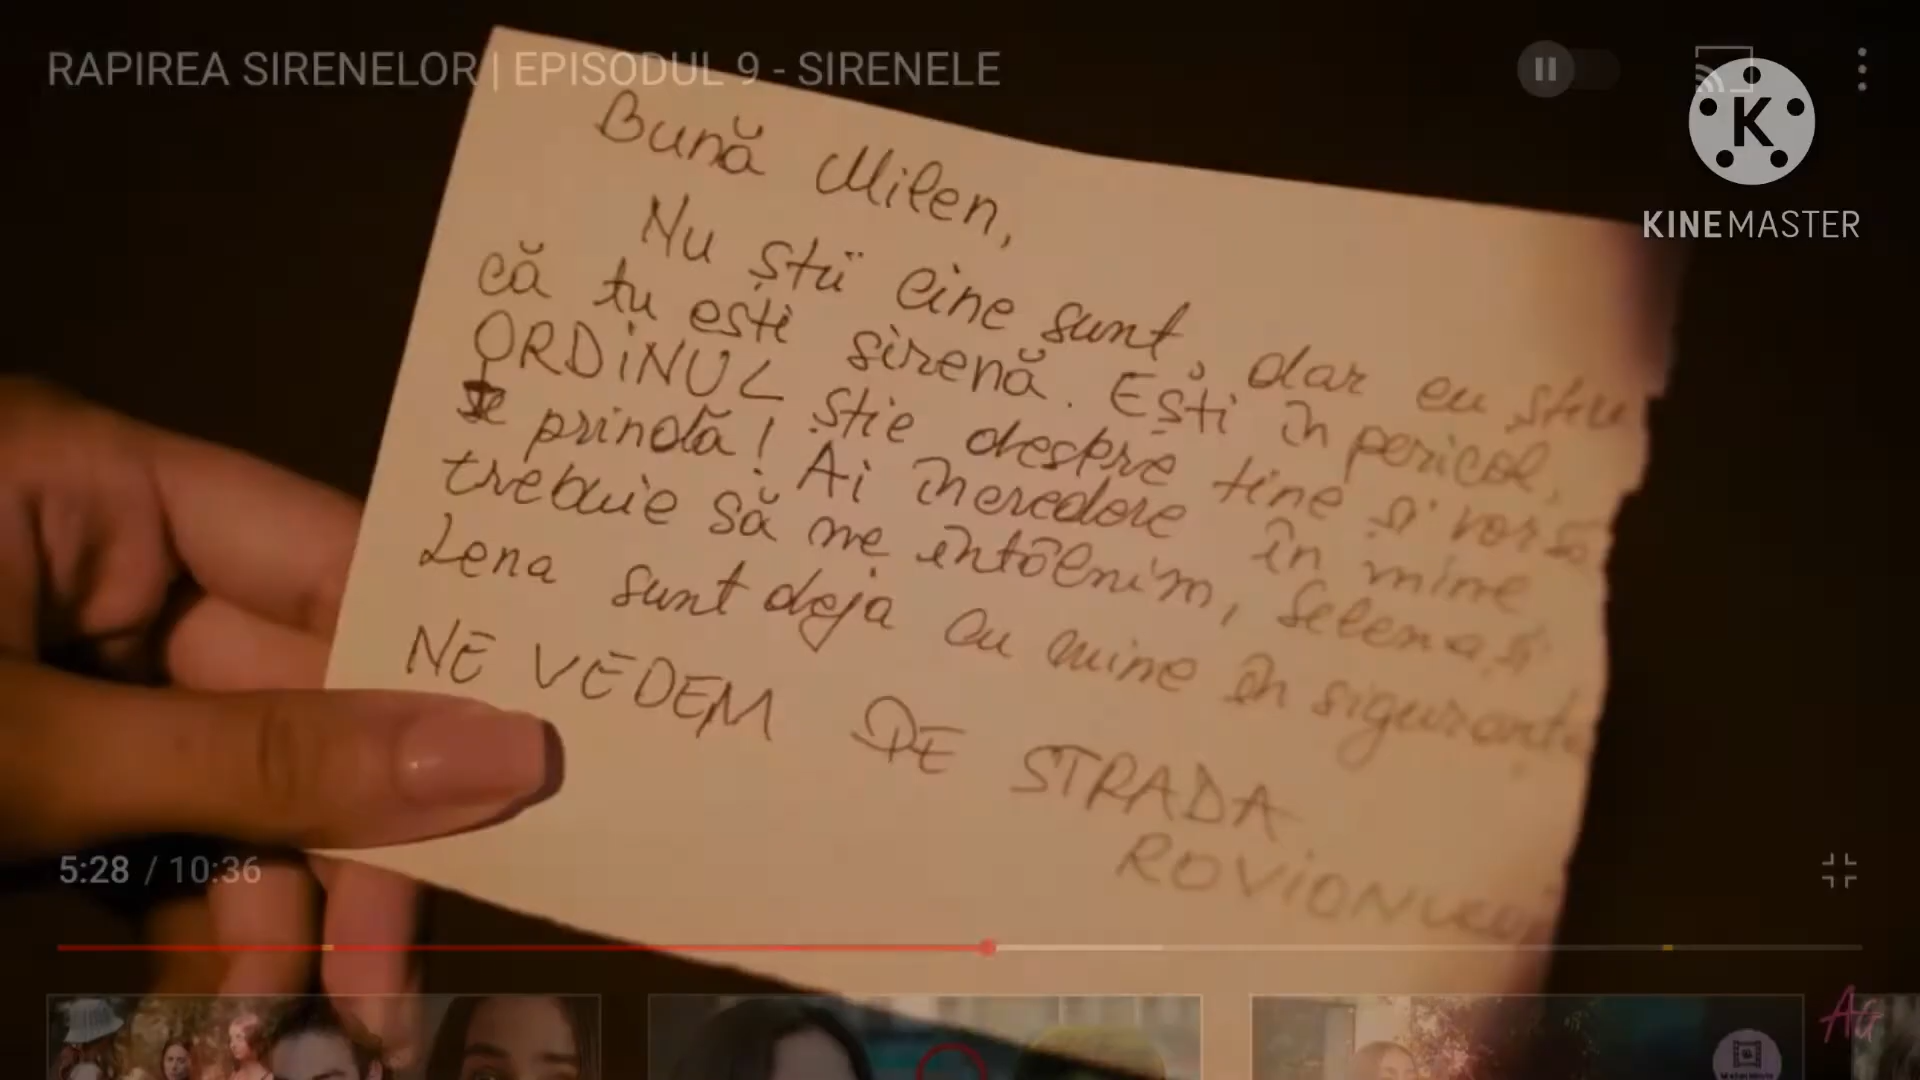 RAPIREA SIRENELOR | EPISODUL 9 - SIRENELE
K
KINEMASTER
Bună Milen,
Nu știi cine sunt, dar eu știu
că tu ești sirenă. Ești în pericol,
ORDINUL știe despre tine și vor să
te prindă! Ai încredere în mine
trebuie să ne întâlnim, Selena și
Lena sunt deja cu mine în siguranță
NE VEDEM PE STRADA
5:28 / 10:36
AG